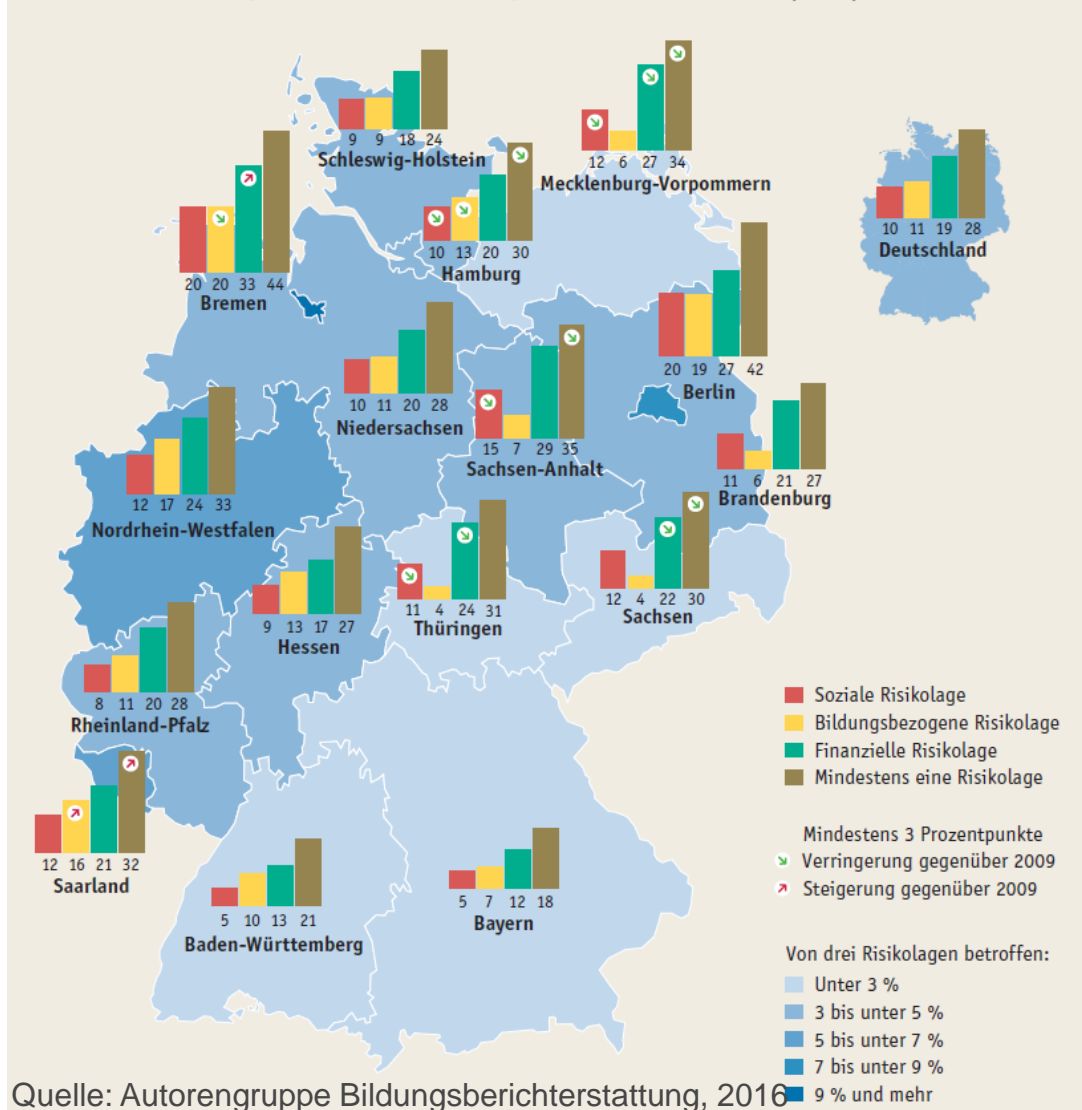 9 9 18 24
Schleswig-Holstein
12 6 27 34
Mecklenburg-Vorpommern
10 11 19 28
Deutschland
20 20 33 44
Bremen
10 13 20 30
Hamburg
20 19 27 42
Berlin
10 11 20 28
Niedersachsen
15 7 29 35
Sachsen-Anhalt
11 6 21 27
Brandenburg
12 17 24 33
Nordrhein-Westfalen
9 13 17 27
Hessen
11 4 24 31
Thüringen
12 4 22 30
Sachsen
8 11 20 28
Rheinland-Pfalz
12 16 21 32
Saarland
5 10 13 21
Baden-Württemberg
5 7 12 18
Bayern
Soziale Risikolage
Bildungsbezogene Risikolage
Finanzielle Risikolage
Mindestens eine Risikolage
Mindestens 3 Prozentpunkte
Verringerung gegenüber 2009
Steigerung gegenüber 2009
Von drei Risikolagen betroffen:
Unter 3 %
3 bis unter 5 %
5 bis unter 7 %
7 bis unter 9 %
9 % und mehr
Quelle: Autorengruppe Bildungsberichterstattung, 2016